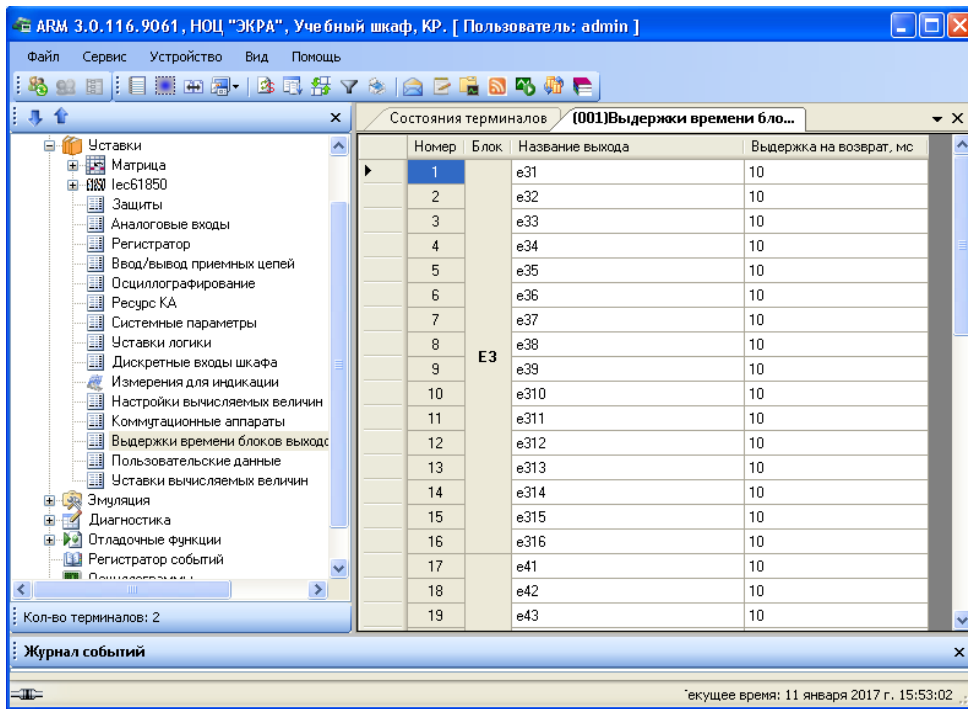 ARM 3.0.116.9061, НОЦ "ЭКРА", Учебный шкаф, КР. [ Пользователь: admin ]
Файл Сервис Устройство Вид Помощь
Состояния терминалов (001)Выдержки времени бло...
Уставки
Матрица
Iec61850
Защиты
Аналоговые входы
Регистратор
Ввод/вывод приемных цепей
Осциллографирование
Ресурс КА
Системные параметры
Уставки логики
Дискретные входы шкафа
Измерения для индикации
Настройки вычисляемых величин
Коммутационные аппараты
Выдержки времени блоков выходо
Пользовательские данные
Уставки вычисляемых величин
Эмуляция
Диагностика
Отладочные функции
Регистратор событий
Осциллограммы
Кол-во терминалов: 2
Номер Блок Название выхода Выдержка на возврат, мс
1 e31 10
2 e32 10
3 e33 10
4 e34 10
5 e35 10
6 e36 10
7 e37 10
8 e38 10
E3
9 e39 10
10 e310 10
11 e311 10
12 e312 10
13 e313 10
14 e314 10
15 e315 10
16 e316 10
17 e41 10
18 e42 10
19 e43 10
Журнал событий
екущее время: 11 января 2017 г. 15:53:02